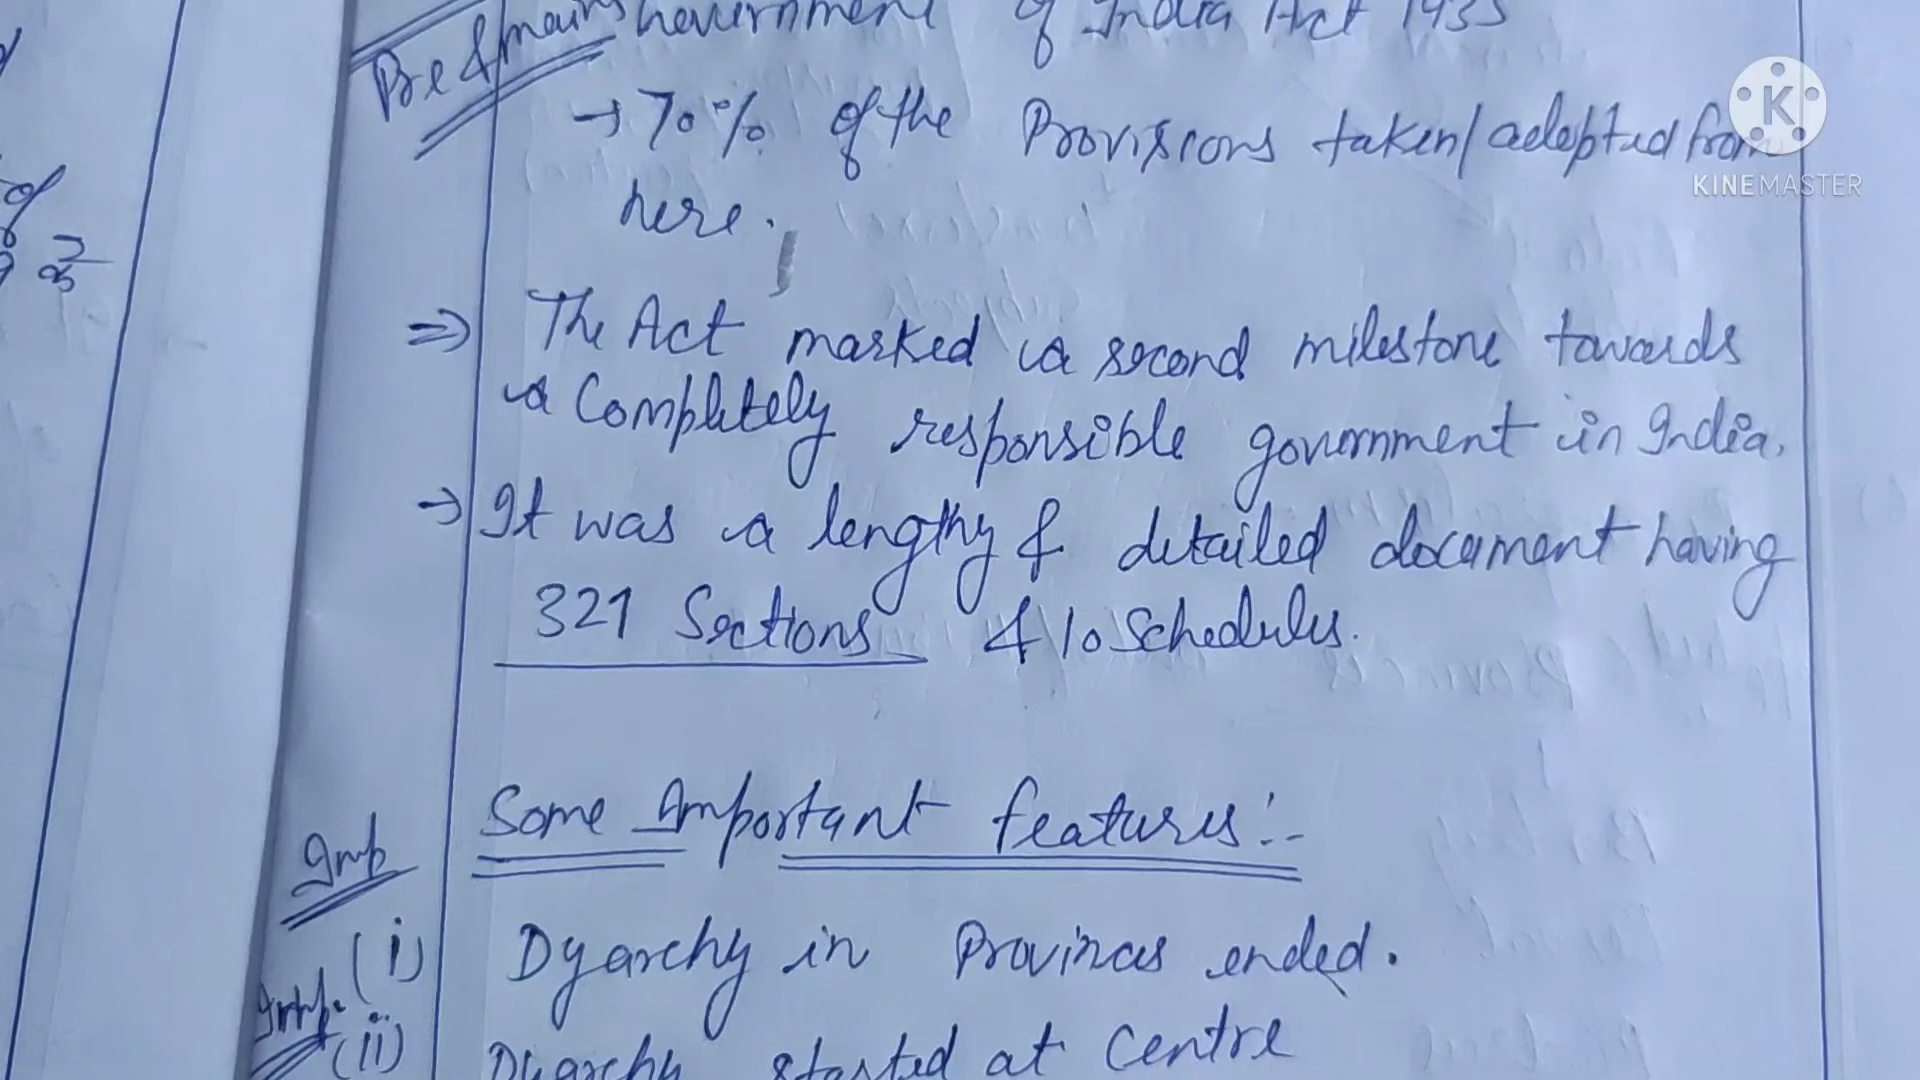 Pre & mains Government of India Act 1935
→ 70% of the Provisions taken/adopted from
here.
⇒ The Act marked a second milestone towards
a Completely responsible government in India.
→ It was a lengthy & detailed document having
321 Sections & 10 Schedules.
Imp Some Important features:-
(i) Dyarchy in Provinces ended.
Imp. (ii) Dyarchy started at Centre
of
K
KINEMASTER